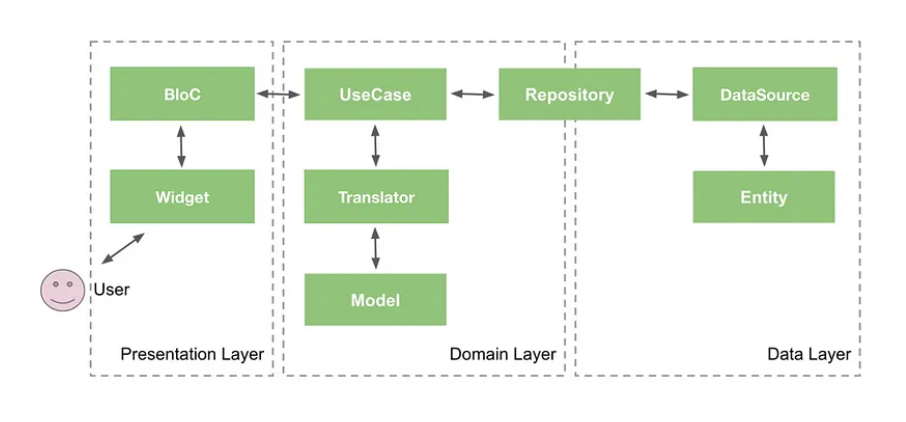 BloC
UseCase
Repository
DataSource
Widget
Translator
Entity
User
Model
Presentation Layer
Domain Layer
Data Layer